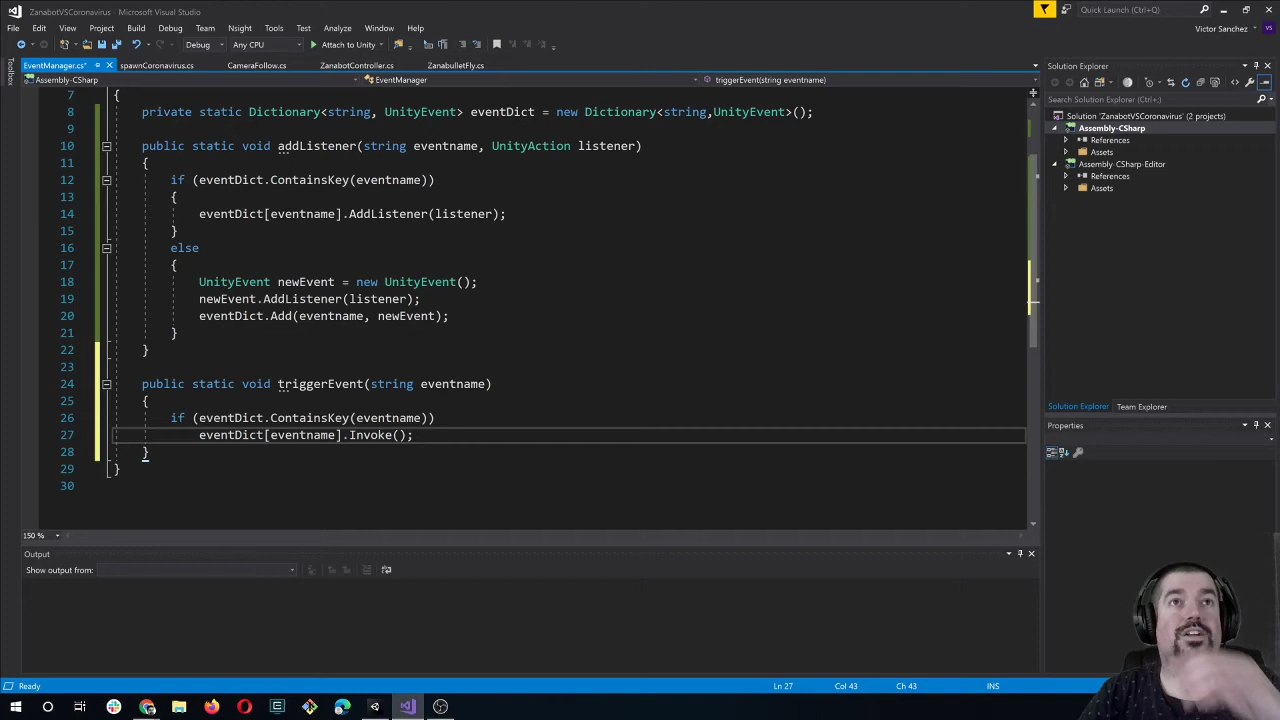 ZanabotVSCoronavirus - Microsoft Visual Studio
Quick Launch (Ctrl+Q)
File Edit View Project Build Debug Team Nsight Tools Test Analyze Window Help
Victor Sanchez VS
Debug Any CPU Attach to Unity
EventManager.cs* spawnCoronavirus.cs CameraFollow.cs ZanabotController.cs ZanabulletFly.cs
Assembly-CSharp EventManager triggerEvent(string eventname)
Toolbox
7 {
8 private static Dictionary<string, UnityEvent> eventDict = new Dictionary<string,UnityEvent>();
9
10 public static void addListener(string eventname, UnityAction listener)
11 {
12 if (eventDict.ContainsKey(eventname))
13 {
14 eventDict[eventname].AddListener(listener);
15 }
16 else
17 {
18 UnityEvent newEvent = new UnityEvent();
19 newEvent.AddListener(listener);
20 eventDict.Add(eventname, newEvent);
21 }
22 }
23
24 public static void triggerEvent(string eventname)
25 {
26 if (eventDict.ContainsKey(eventname))
27 eventDict[eventname].Invoke();
28 }
29 }
30
150 %
Output
Show output from:
Solution Explorer
Search Solution Explorer (Ctrl+;)
Solution 'ZanabotVSCoronavirus' (2 projects)
Assembly-CSharp
References
Assets
Assembly-CSharp-Editor
References
Assets
Solution Explorer Team Explorer
Properties
Ready Ln 27 Col 43 Ch 43 INS